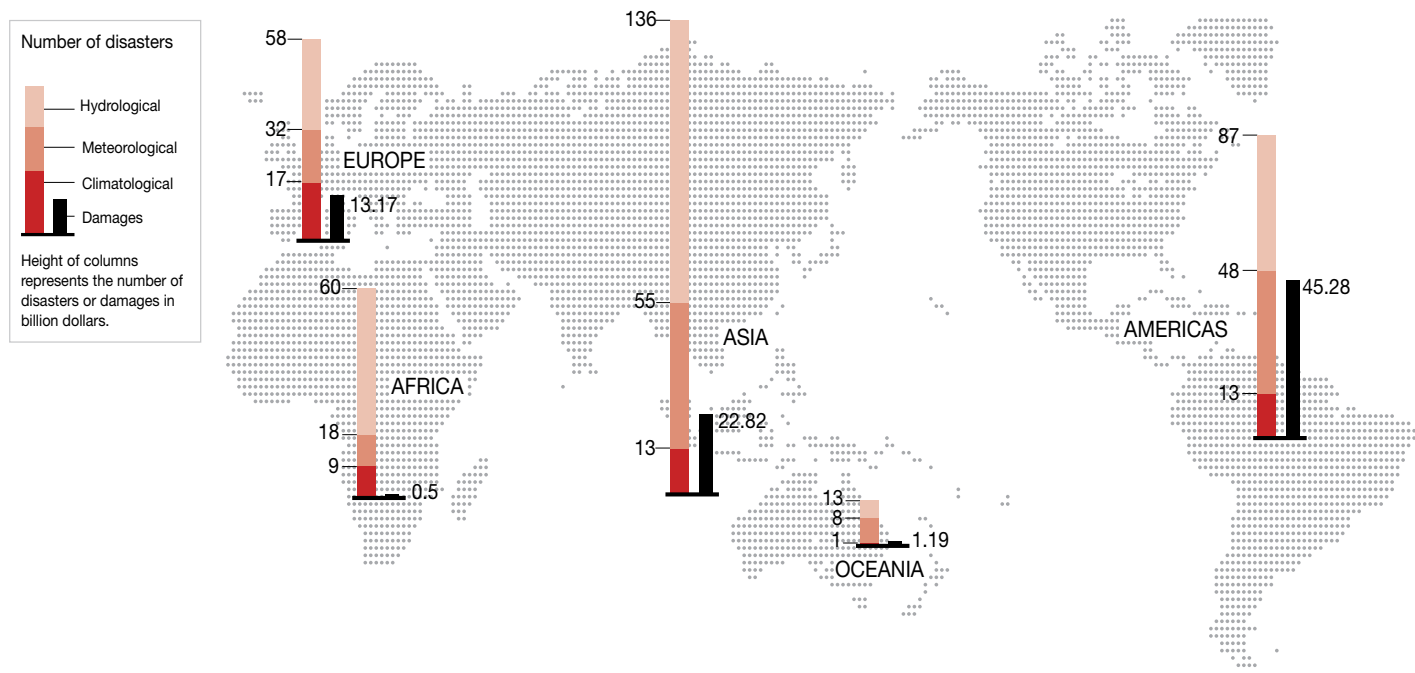 Number of disasters
Hydrological
Meteorological
Climatological
Damages
Height of columns
represents the number of
disasters or damages in
billion dollars.
58
32
17
EUROPE
13.17
60
18
9
AFRICA
0.5
136
55
13
ASIA
22.82
13
8
1
1.19
OCEANIA
87
48
13
AMERICAS
45.28